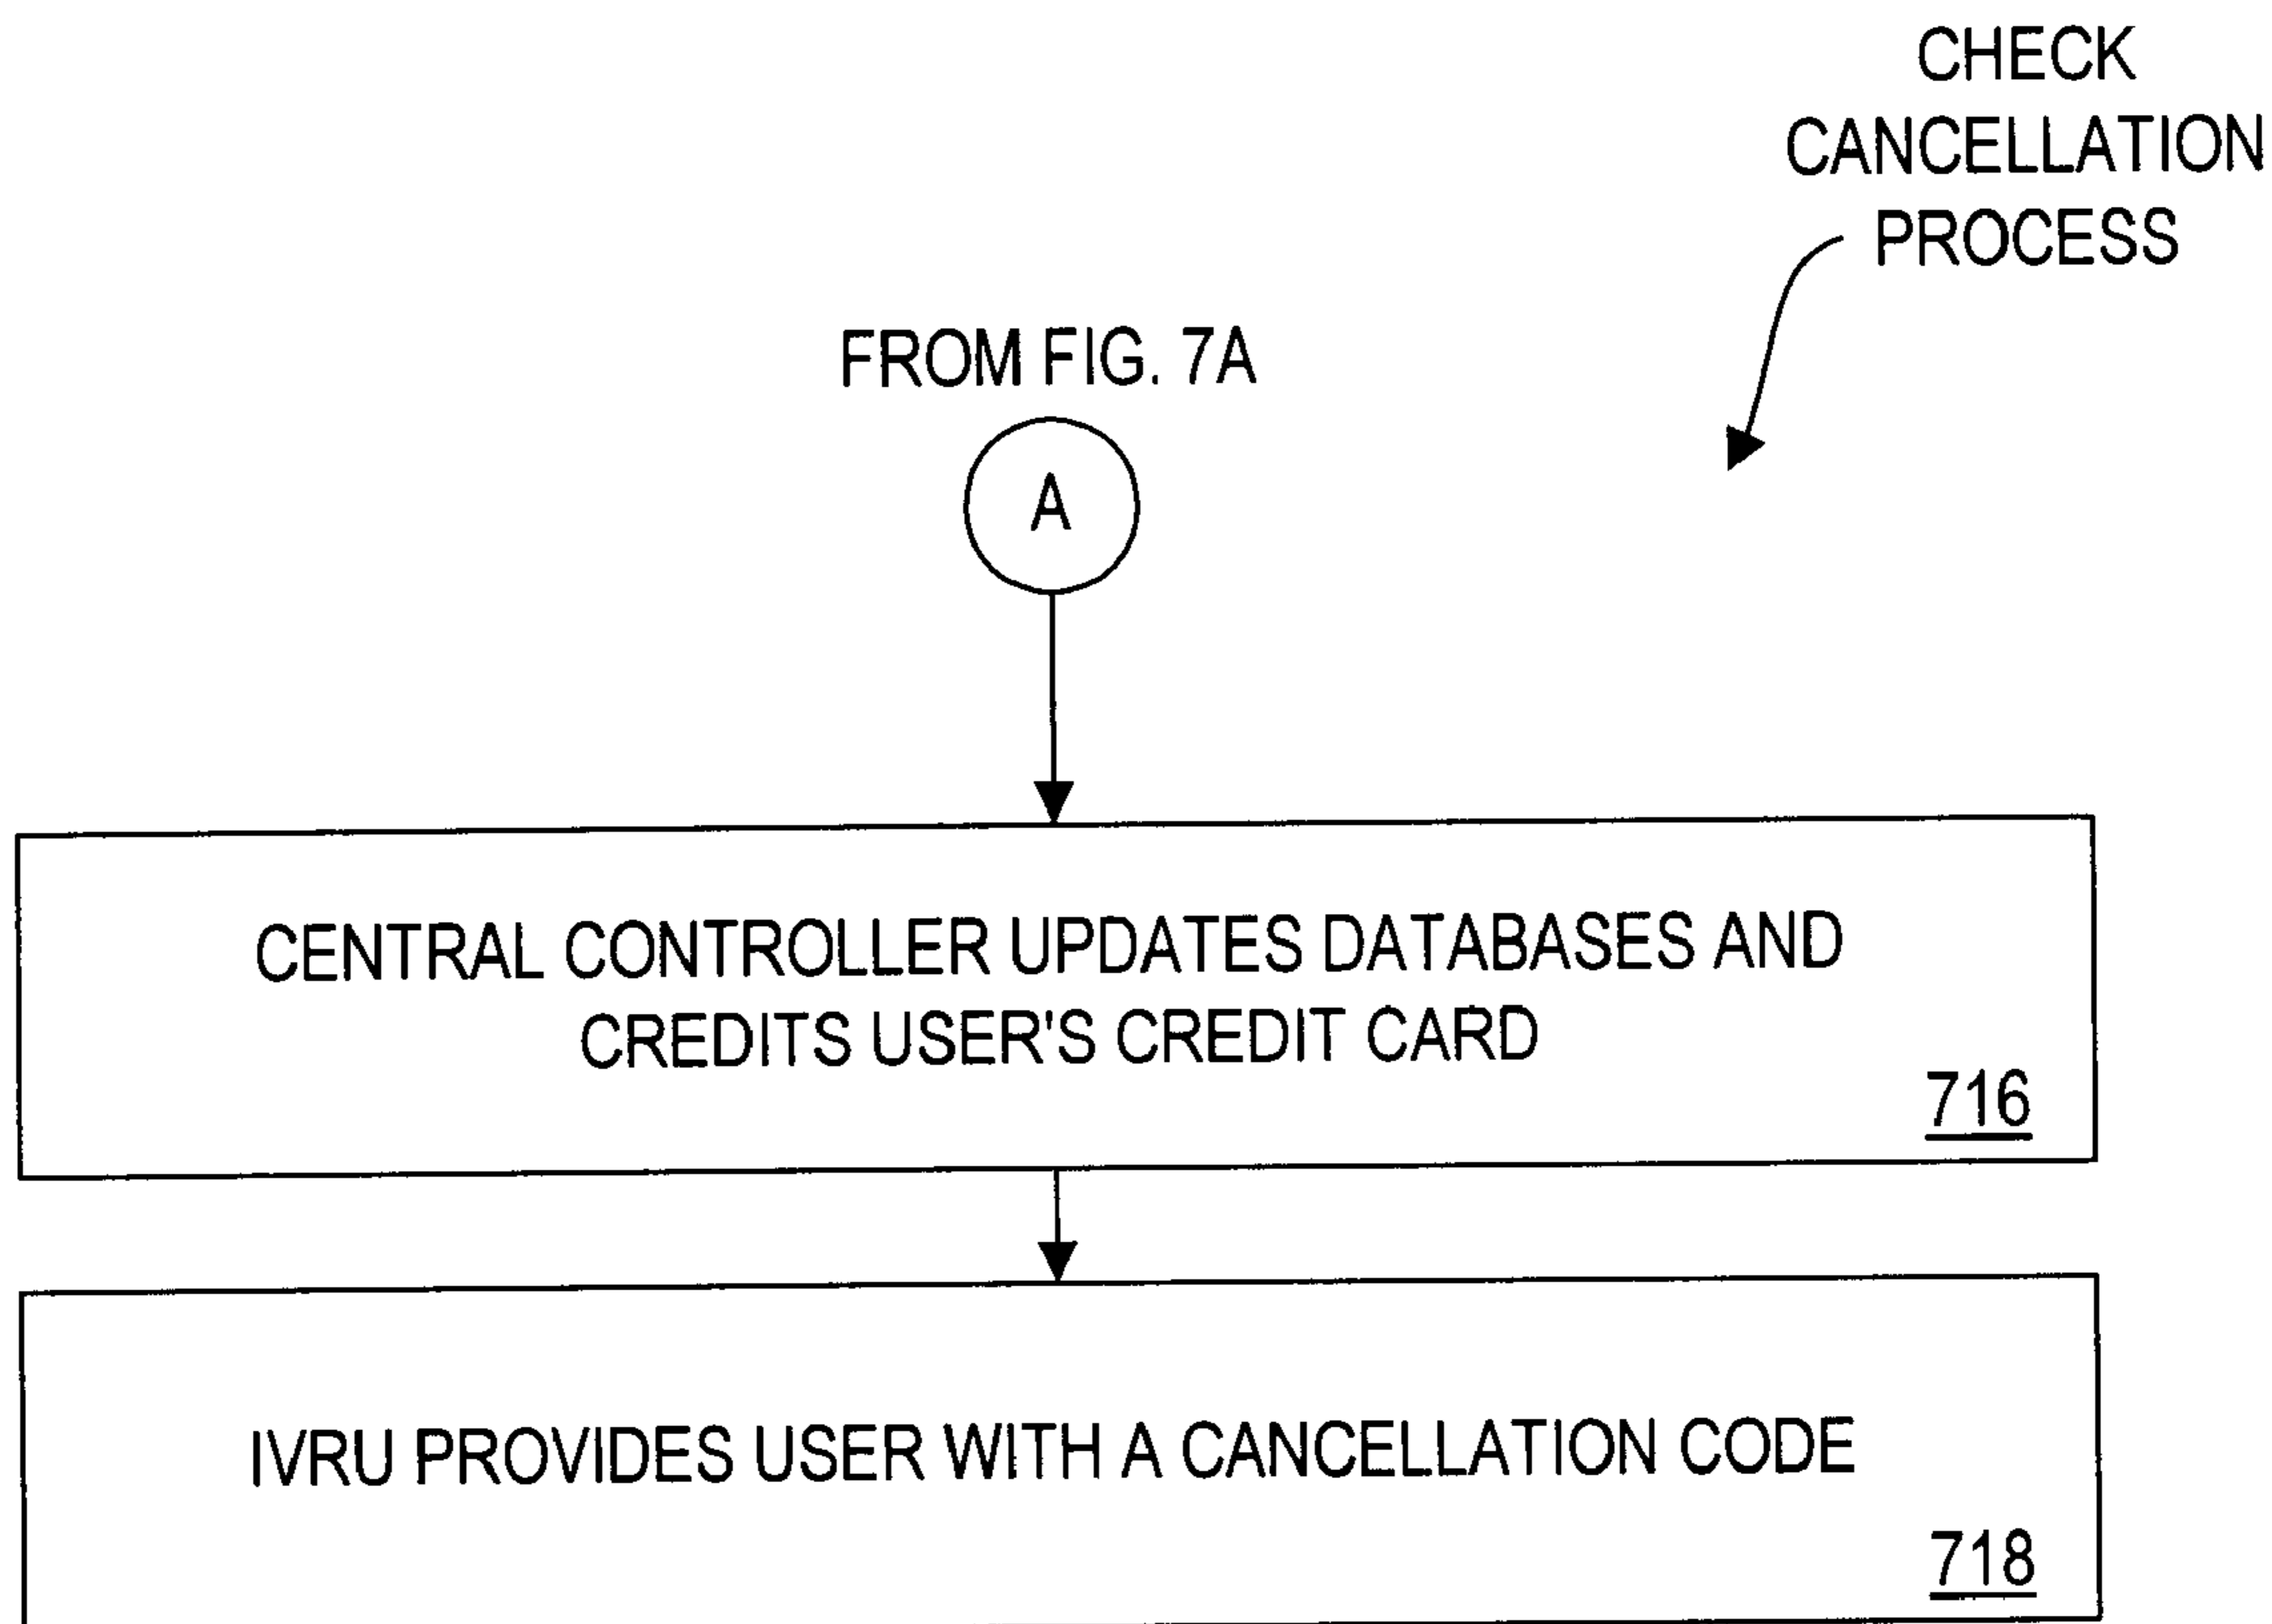 CHECK
CANCELLATION
PROCESS
FROM FIG. 7A
A
CENTRAL CONTROLLER UPDATES DATABASES AND
CREDITS USER'S CREDIT CARD
716
IVRU PROVIDES USER WITH A CANCELLATION CODE
718